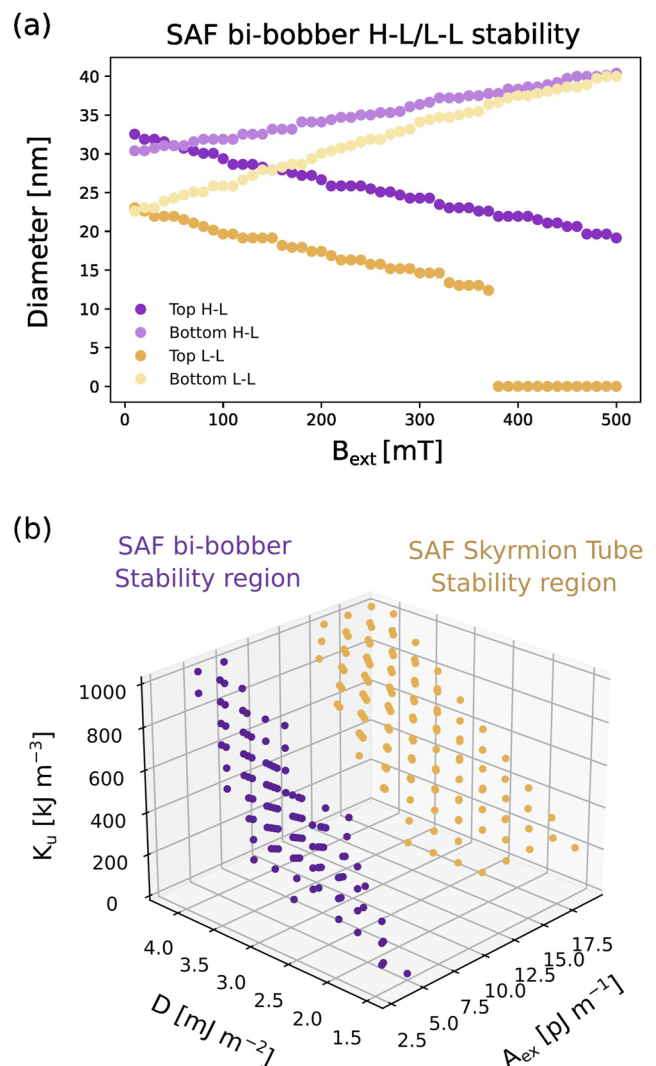 (a)
SAF bi-bobber H-L/L-L stability
Diameter [nm]
40
35
30
25
20
15
10
5
0
Top H-L
Bottom H-L
Top L-L
Bottom L-L
0 100 200 300 400 500
B_ext [mT]
(b)
SAF bi-bobber
Stability region
SAF Skyrmion Tube
Stability region
K_u [kJ m⁻³]
1000
800
600
400
200
0
4.0
3.5
3.0
2.5
2.0
1.5
D [mJ m⁻²]
2.5
5.0
7.5
10.0
12.5
15.0
17.5
A_ex [pJ m⁻¹]